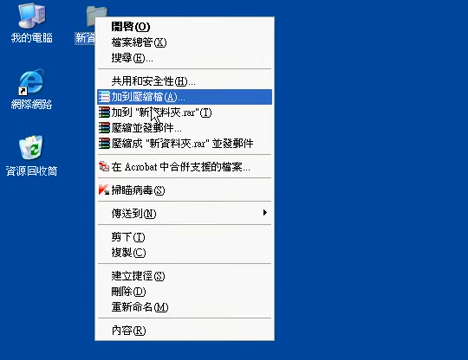 我的電腦
新資
網際網路
資源回收筒
開啓(O)
檔案總管(X)
搜尋(E)...
共用和安全性(H)...
加到壓縮檔(A)...
加到 "新資料夾.rar"(T)
壓縮並發郵件...
壓縮成 "新資料夾.rar" 並發郵件
在 Acrobat 中合併支援的檔案...
掃瞄病毒(S)
傳送到(N)
剪下(T)
複製(C)
建立捷徑(S)
刪除(D)
重新命名(M)
內容(R)